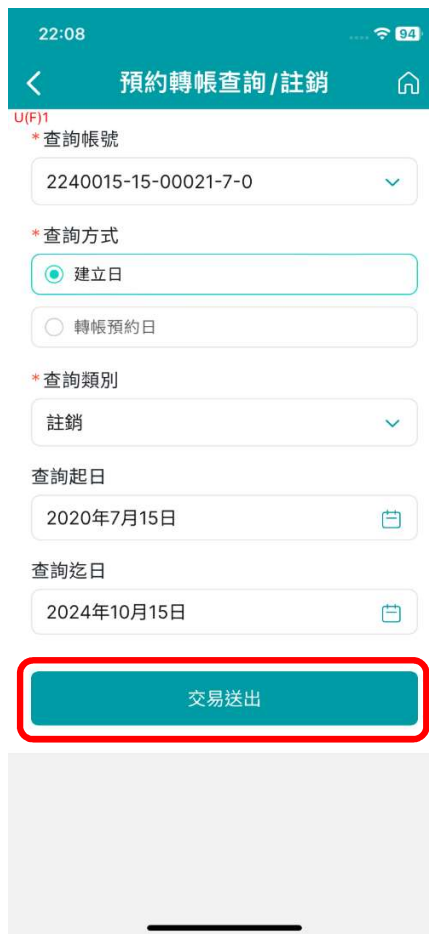 22:08
94
預約轉帳查詢/註銷
U(F)1
*查詢帳號
2240015-15-00021-7-0
*查詢方式
建立日
轉帳預約日
*查詢類別
註銷
查詢起日
2020年7月15日
查詢迄日
2024年10月15日
交易送出